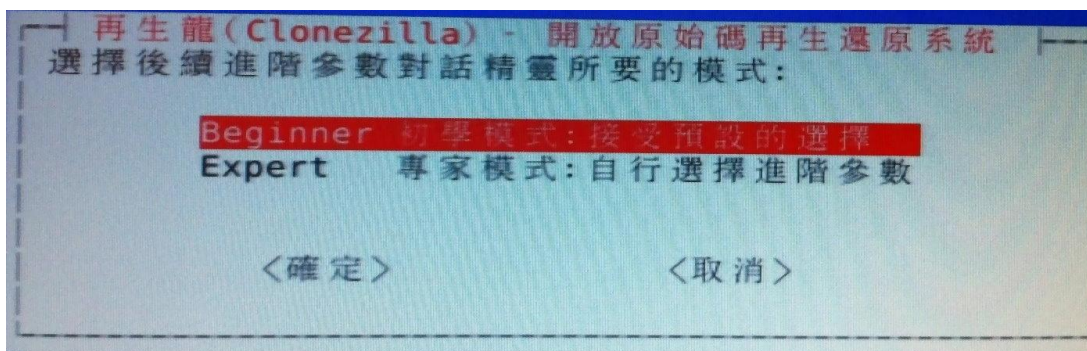 再生龍(Clonezilla) - 開放原始碼再生還原系統
選擇後續進階參數對話精靈所要的模式:
Beginner 初學模式:接受預設的選擇
Expert 專家模式:自行選擇進階參數
<確定> <取消>